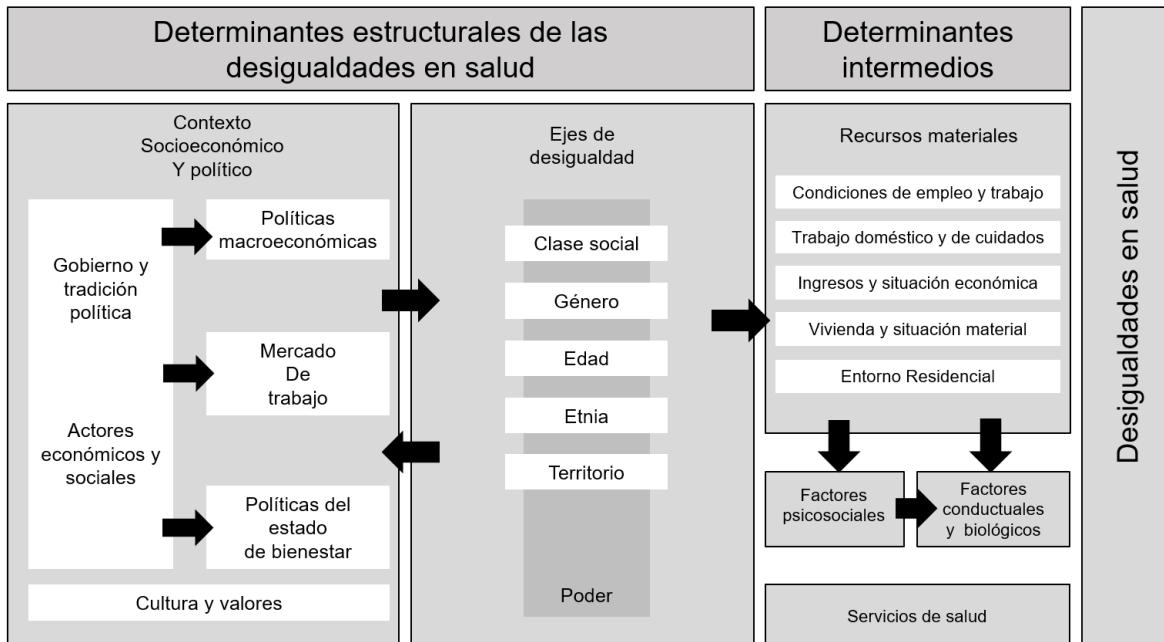 Determinantes estructurales de las
desigualdades en salud
Determinantes
intermedios
Contexto
Socioeconómico
Y político
Gobierno y
tradición
política
Actores
económicos y
sociales
Políticas
macroeconómicas
Mercado
De
trabajo
Políticas del
estado
de bienestar
Cultura y valores
Ejes de
desigualdad
Clase social
Género
Edad
Etnia
Territorio
Poder
Recursos materiales
Condiciones de empleo y trabajo
Trabajo doméstico y de cuidados
Ingresos y situación económica
Vivienda y situación material
Entorno Residencial
Factores
psicosociales
Factores
conductuales
y biológicos
Servicios de salud
Desigualdades en salud